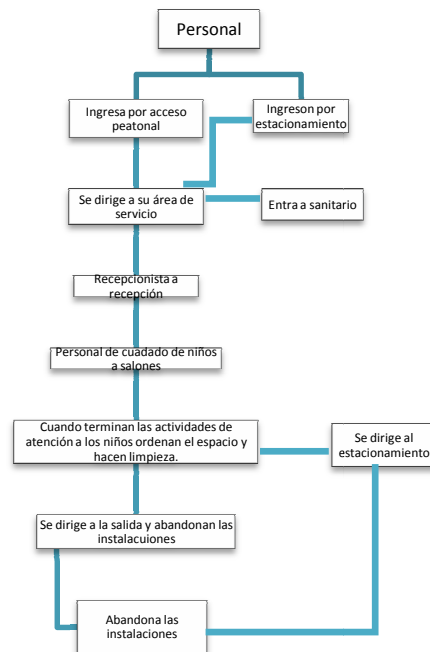 Personal
Ingresa por acceso
peatonal
Ingreson por
estacionamiento
Se dirige a su área de
servicio
Entra a sanitario
Recepcionista a
recepción
Personal de cuadado de niños
a salones
Cuando terminan las actividades de
atención a los niños ordenan el espacio y
hacen limpieza.
Se dirige al
estacionamiento
Se dirige a la salida y abandonan las
instalacuiones
Abandona las
instalaciones